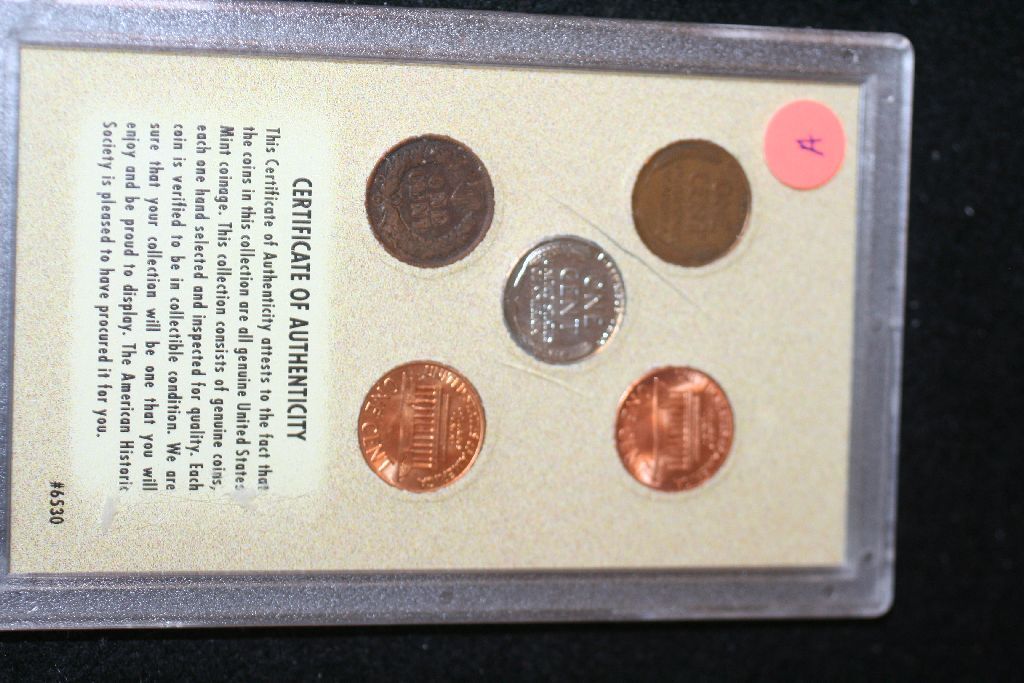 A
ONE
CENT
ONE
CENT
ONE CENT
CERTIFICATE OF AUTHENTICITY
This Certificate of Authenticity attests to the fact that
the coins in this collection are all genuine United States
Mint coinage. This collection consists of genuine coins,
each one hand selected and inspected for quality. Each
coin is verified to be in collectible condition. We are
sure that your collection will be one that you will
enjoy and be proud to display. The American Historic
Society is pleased to have procured it for you.
#6530